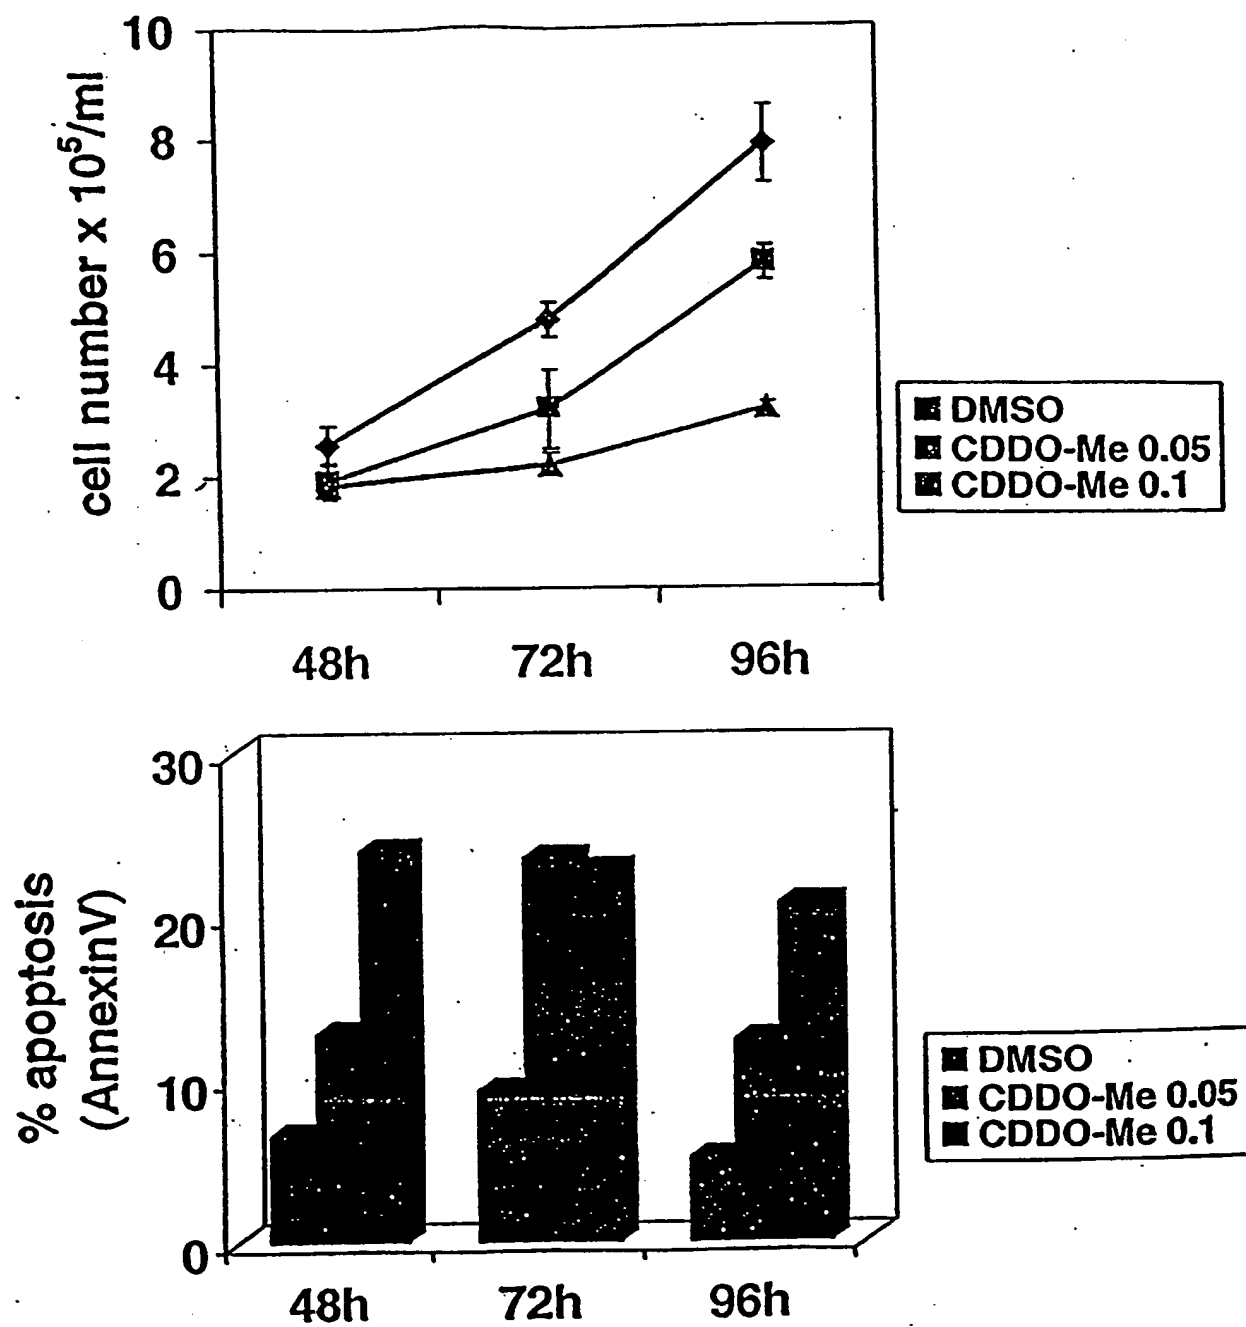 10
8
6
4
2
0
cell number x 10⁵/ml
48h 72h 96h
DMSO
CDDO-Me 0.05
CDDO-Me 0.1
30
20
10
0
% apoptosis
(AnnexinV)
48h 72h 96h
DMSO
CDDO-Me 0.05
CDDO-Me 0.1